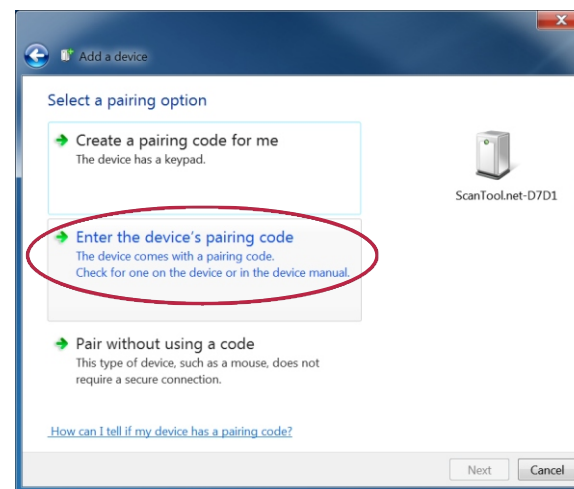 Add a device
Select a pairing option
Create a pairing code for me
The device has a keypad.
ScanTool.net-D7D1
Enter the device's pairing code
The device comes with a pairing code.
Check for one on the device or in the device manual.
Pair without using a code
This type of device, such as a mouse, does not
require a secure connection.
How can I tell if my device has a pairing code?
Next Cancel